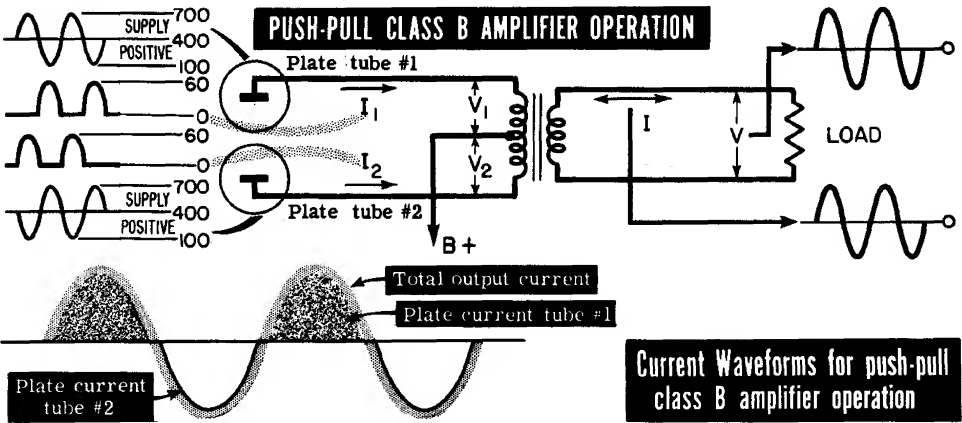 PUSH-PULL CLASS B AMPLIFIER OPERATION
700
SUPPLY
400
POSITIVE
100
60
0
60
0
700
SUPPLY
400
POSITIVE
100
Plate tube #1
I1
V1
V2
I2
Plate tube #2
B+
I
V
LOAD
Total output current
Plate current tube #1
Plate current
tube #2
Current Waveforms for push-pull
class B amplifier operation